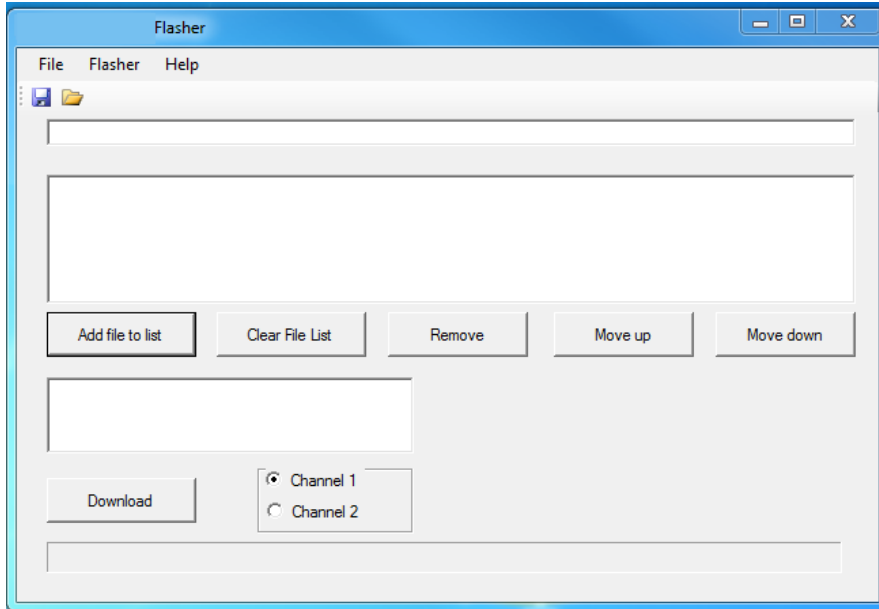 Flasher
File Flasher Help
Add file to list Clear File List Remove Move up Move down
Channel 1
Download
Channel 2